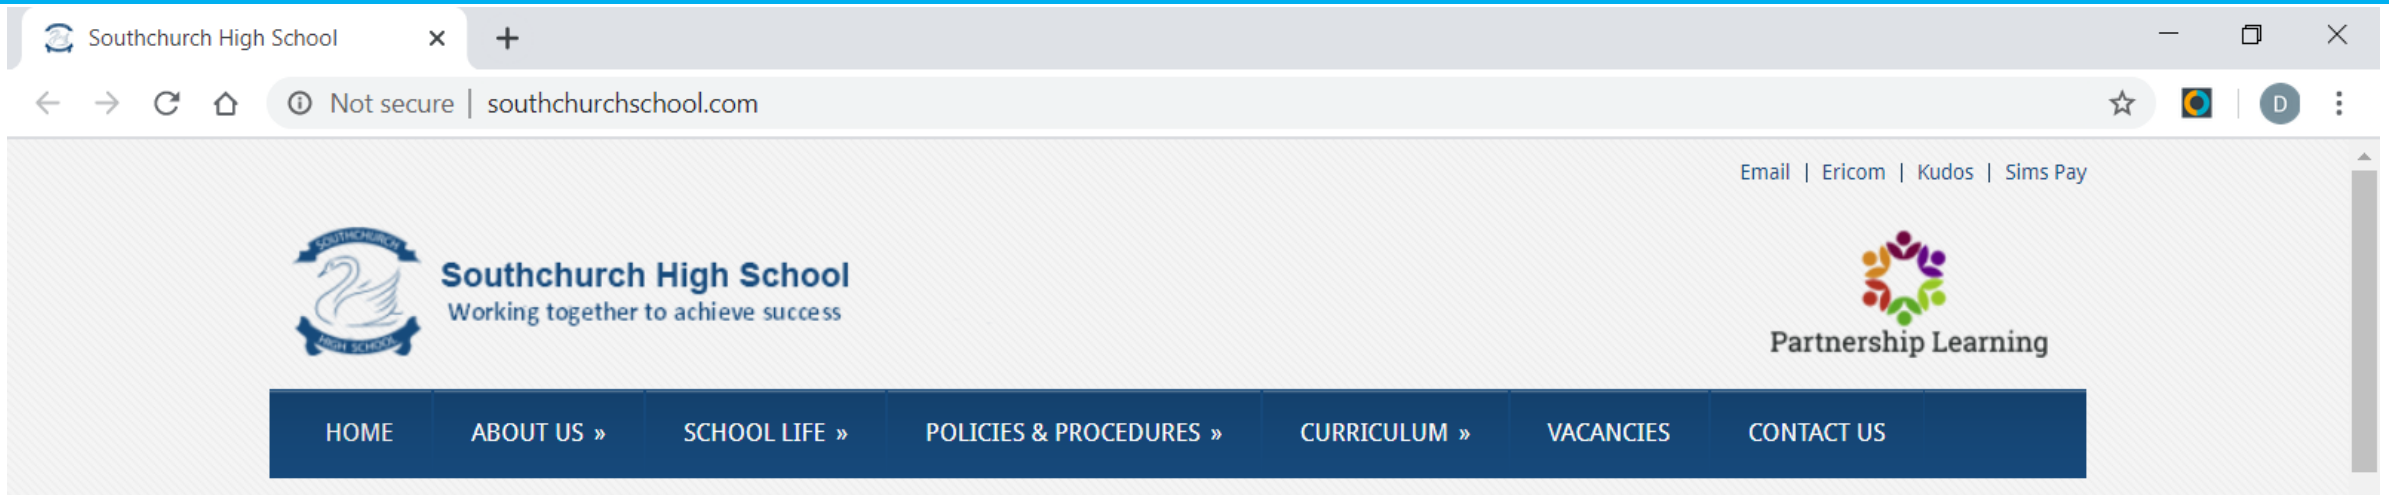 Southchurch High School
Not secure | southchurchschool.com
D
Email | Ericom | Kudos | Sims Pay
SOUTHCHURCH
HIGH SCHOOL
Southchurch High School
Working together to achieve success
Partnership Learning
HOME ABOUT US » SCHOOL LIFE » POLICIES & PROCEDURES » CURRICULUM » VACANCIES CONTACT US